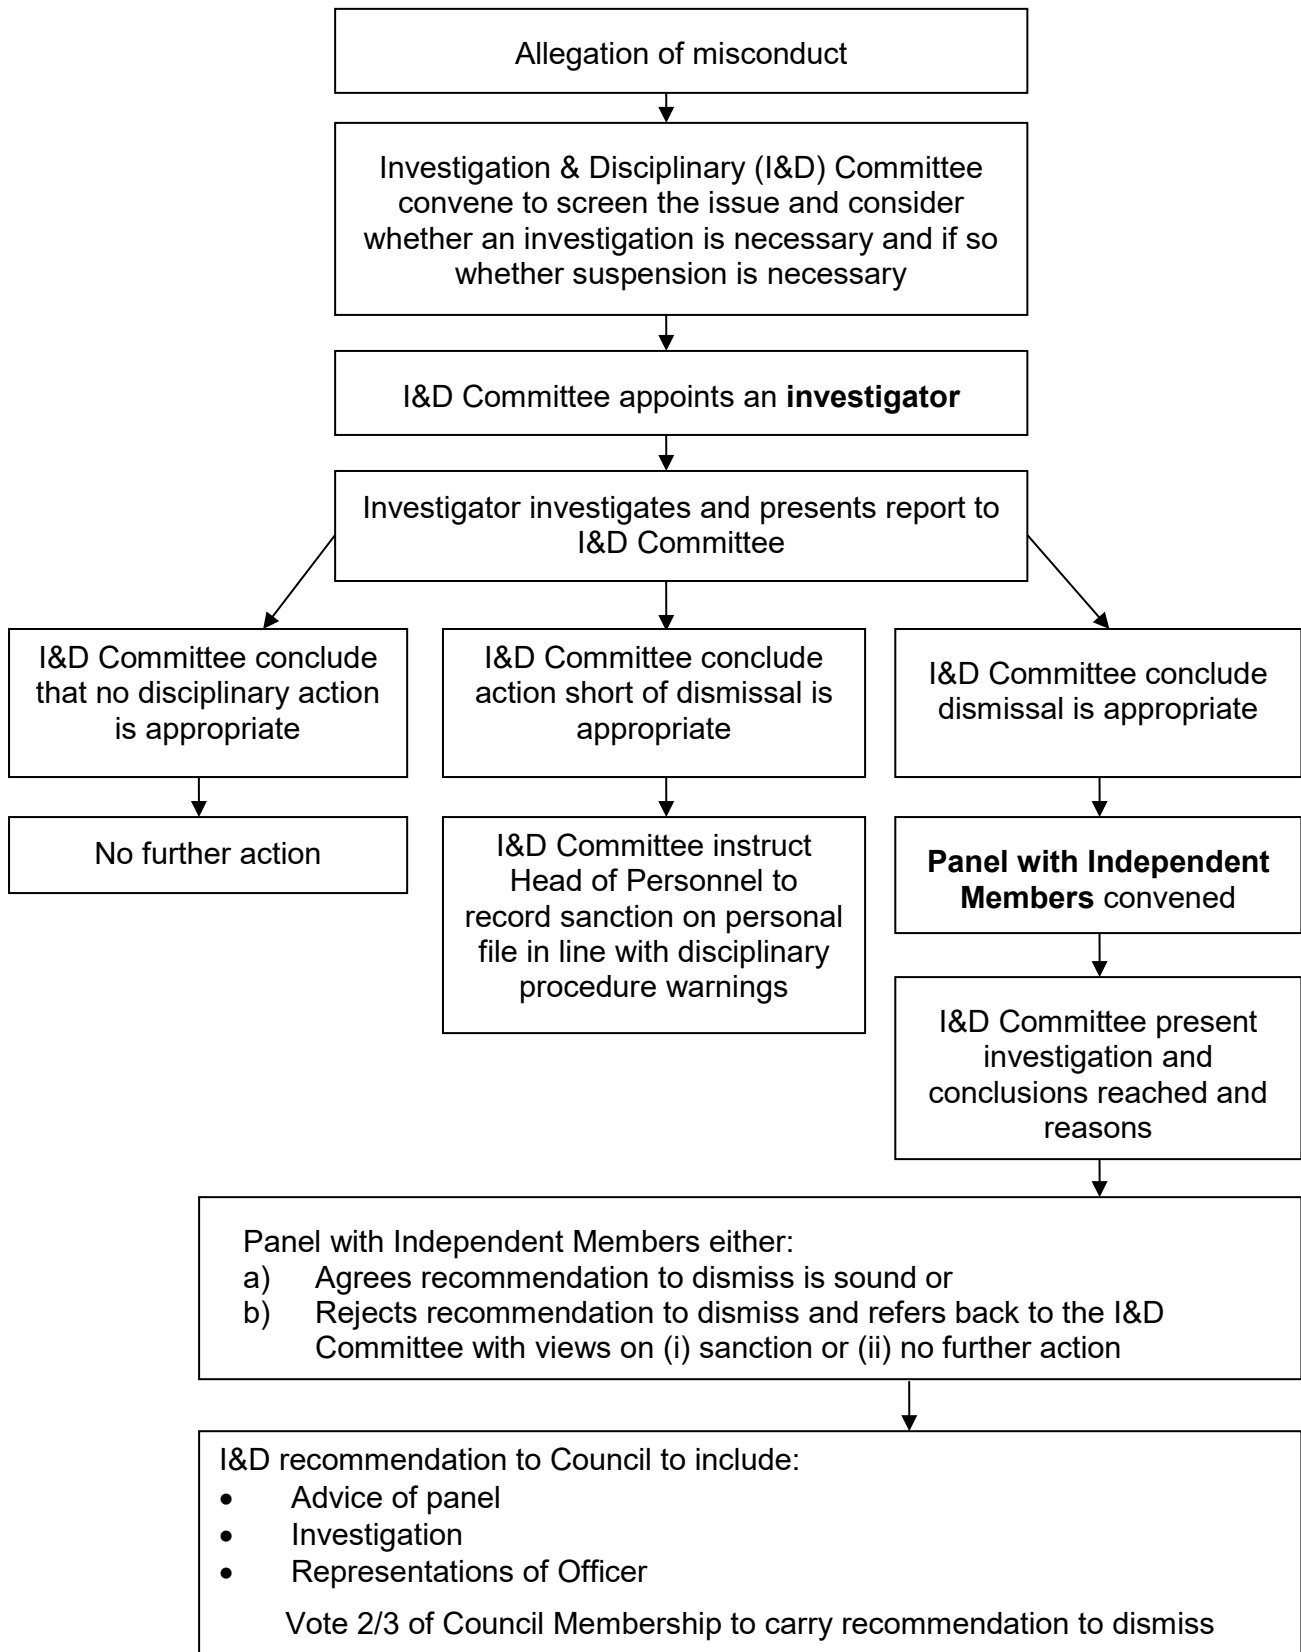 Allegation of misconduct
Investigation & Disciplinary (I&D) Committee
convene to screen the issue and consider
whether an investigation is necessary and if so
whether suspension is necessary
I&D Committee appoints an investigator
Investigator investigates and presents report to
I&D Committee
I&D Committee conclude
that no disciplinary action
is appropriate
I&D Committee conclude
action short of dismissal is
appropriate
I&D Committee conclude
dismissal is appropriate
No further action
I&D Committee instruct
Head of Personnel to
record sanction on personal
file in line with disciplinary
procedure warnings
Panel with Independent
Members convened
I&D Committee present
investigation and
conclusions reached and
reasons
Panel with Independent Members either:
a) Agrees recommendation to dismiss is sound or
b) Rejects recommendation to dismiss and refers back to the I&D
Committee with views on (i) sanction or (ii) no further action
I&D recommendation to Council to include:
• Advice of panel
• Investigation
• Representations of Officer
Vote 2/3 of Council Membership to carry recommendation to dismiss